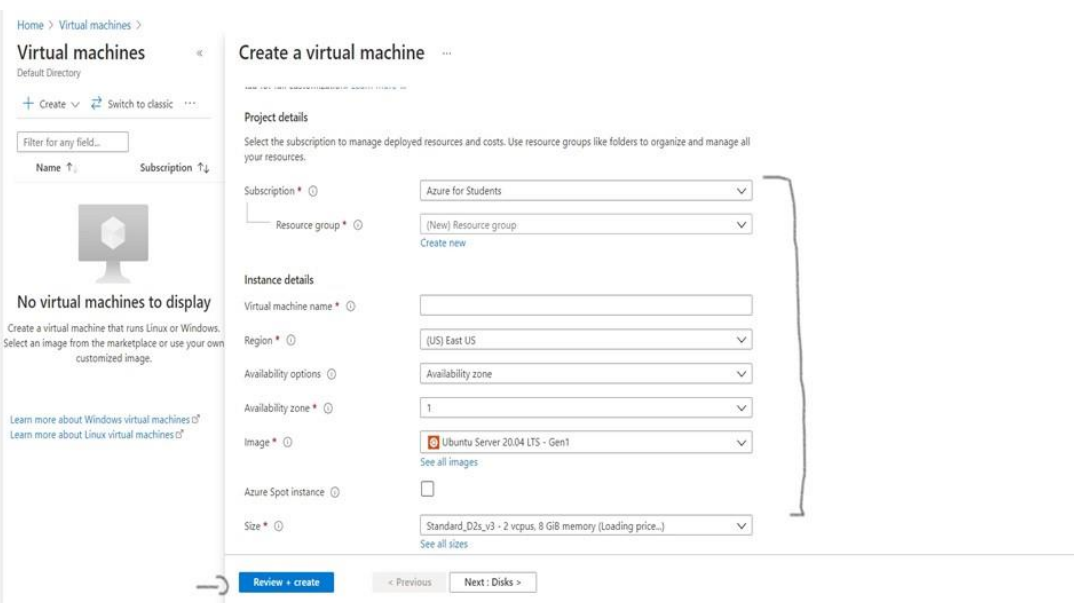 Home > Virtual machines >
Virtual machines «
Default Directory
+ Create Switch to classic ...
Filter for any field...
Name ↑↓ Subscription ↑↓
No virtual machines to display
Create a virtual machine that runs Linux or Windows.
Select an image from the marketplace or use your own
customized image.
Learn more about Windows virtual machines
Learn more about Linux virtual machines
Create a virtual machine ...
Project details
Select the subscription to manage deployed resources and costs. Use resource groups like folders to organize and manage all
your resources.
Subscription * Azure for Students
Resource group * (New) Resource group
Create new
Instance details
Virtual machine name *
Region * (US) East US
Availability options Availability zone
Availability zone * 1
Image * Ubuntu Server 20.04 LTS - Gen1
See all images
Azure Spot instance
Size * Standard_D2s_v3 - 2 vcpus, 8 GiB memory (Loading price...)
See all sizes
Review + create < Previous Next : Disks >